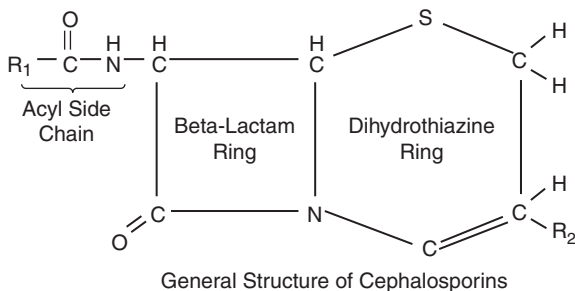 O
H H H S H
R₁ C N C C C
H
Acyl Side
Chain
Beta-Lactam
Ring
Dihydrothiazine
Ring
H
C N C
O R₂
C
General Structure of Cephalosporins